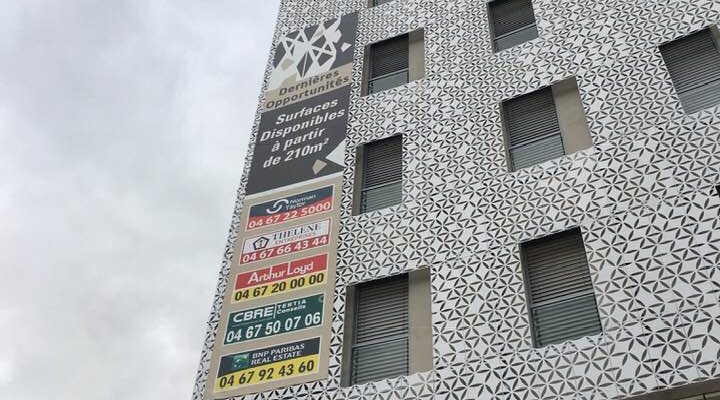 Dernières
Opportunités
Surfaces
Disponibles
à partir
de 210m²
Norman
Taylor
04 67 22 5000
THELENE
ENTREPRISES
04 67 66 43 44
Arthur Loyd
04 67 20 00 00
CBRE TERTIA
Conseils
04 67 50 07 06
BNP PARIBAS
REAL ESTATE
04 67 92 43 60